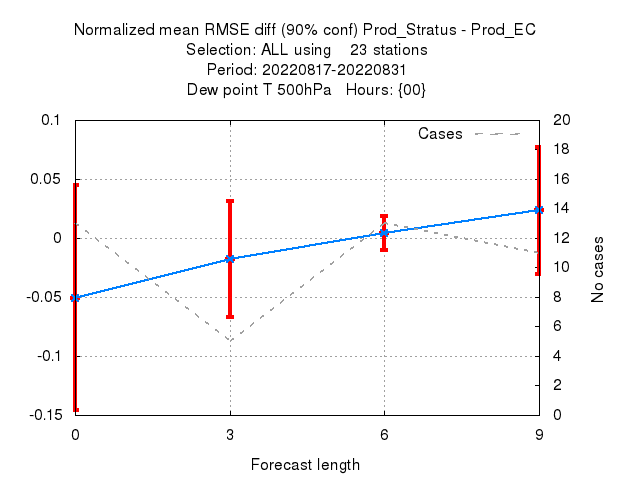 Normalized mean RMSE diff (90% conf) Prod_Stratus - Prod_EC
Selection: ALL using    23 stations
Period: 20220817-20220831
Dew point T 500hPa   Hours: {00}
Cases
0.1
0.05
0
-0.05
-0.1
-0.15
20
18
16
14
12
10
8
6
4
2
0
No cases
0 3 6 9
Forecast length